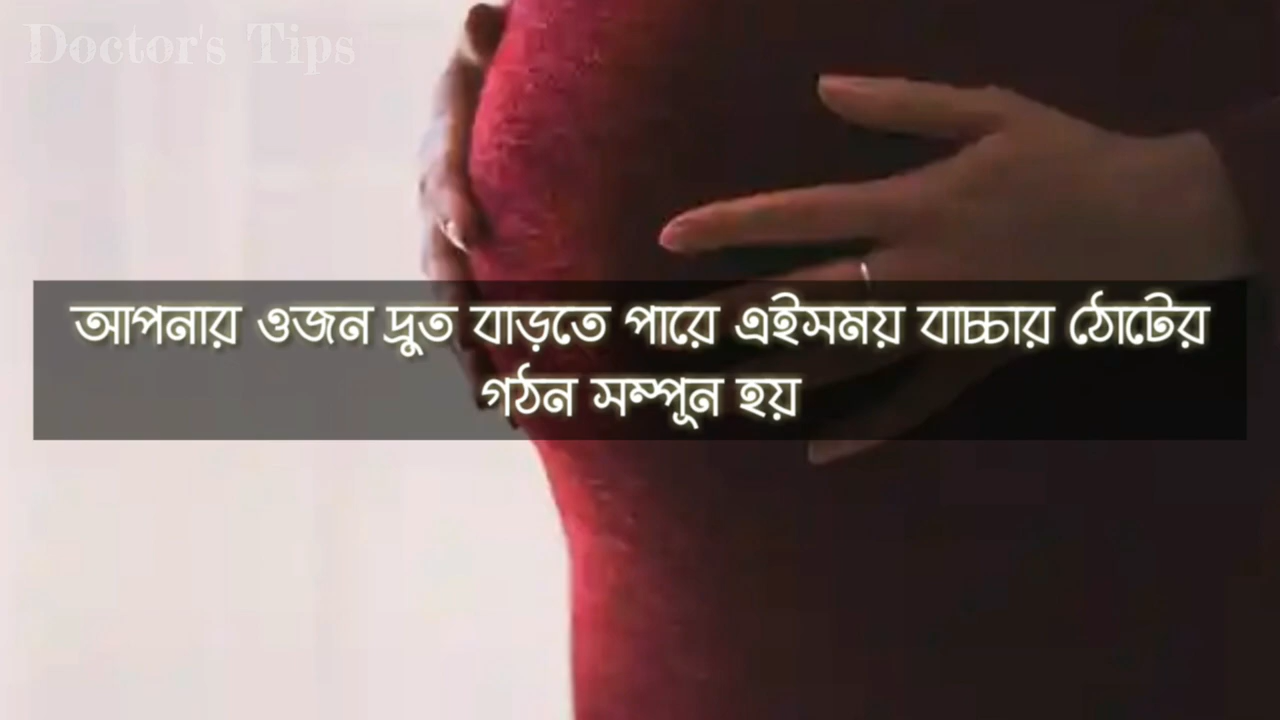 Doctor's Tips
আপনার ওজন দ্রুত বাড়তে পারে এইসময় বাচ্চার ঠোটের
গঠন সম্পূন হয়